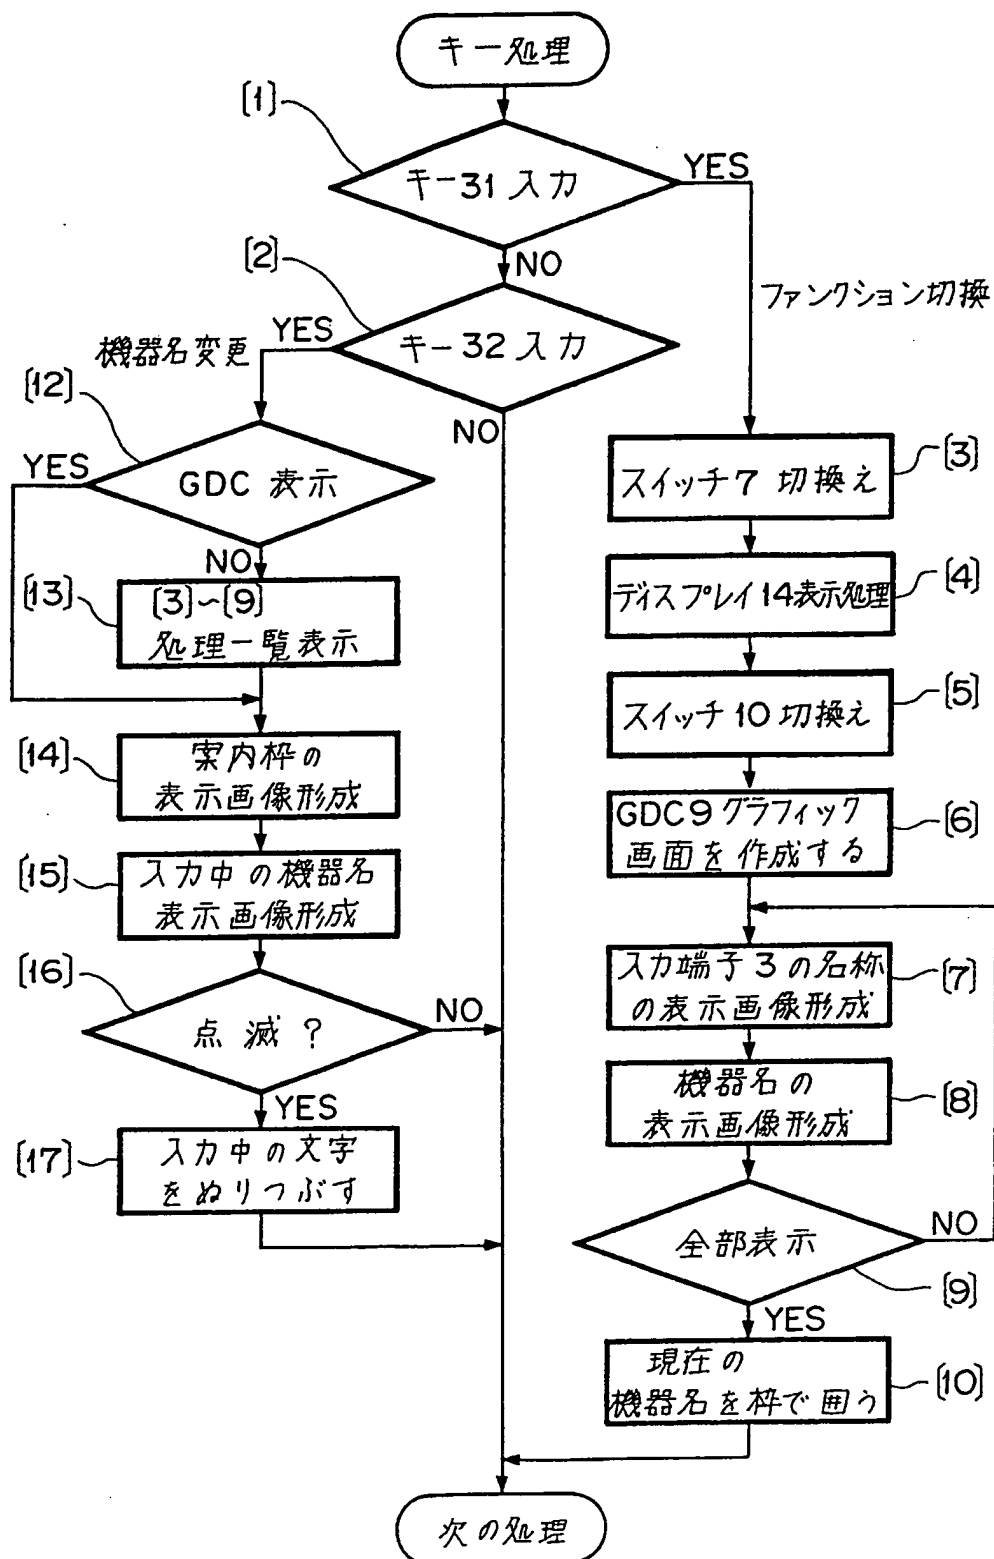 キー処理
[1]
キー31入力
YES
NO
ファンクション切換
[2]
キー32入力
YES
機器名変更
NO
[12]
GDC 表示
YES
NO
[13]
[3]~[9]
処理一覧表示
[14]
案内枠の
表示画像形成
[15]
入力中の機器名
表示画像形成
[16]
点滅?
NO
YES
[17]
入力中の文字
をぬりつぶす
スイッチ7 切換え
[3]
ディスプレイ14表示処理
[4]
スイッチ10切換え
[5]
GDC9グラフィック
画面を作成する
[6]
入力端子3の名称
の表示画像形成
[7]
機器名の
表示画像形成
[8]
全部表示
NO
[9]
YES
現在の
機器名を枠で囲う
[10]
次の処理